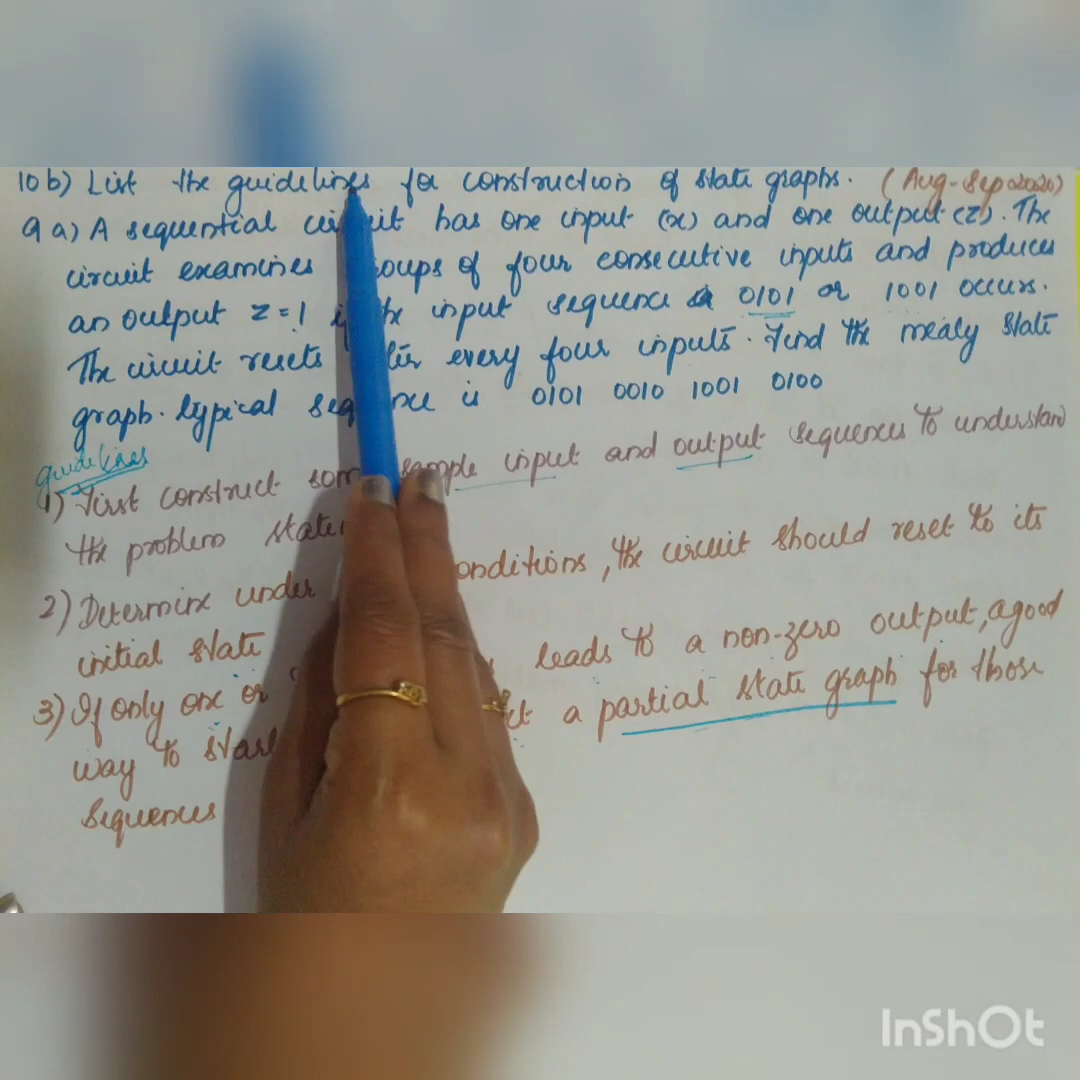 10 b) List the guidelines for construction of state graphs. (Aug-Sep 2020)
9 a) A sequential circuit has one input (x) and one output (z). The
circuit examines of four consecutive inputs and produces
an output z = 1 input sequence 0101 or 1001 occurs.
The circuit resets every four inputs. Find the mealy state
graph. typical is 0101 0010 1001 0100
guidelines
1) First construct sample input and output sequences to understand
the problem
2) Determine under conditions, the circuit should reset to its
initial state
3) If only one or leads to a non-zero output, a good
way to start a partial state graph for those
sequences
InShOt